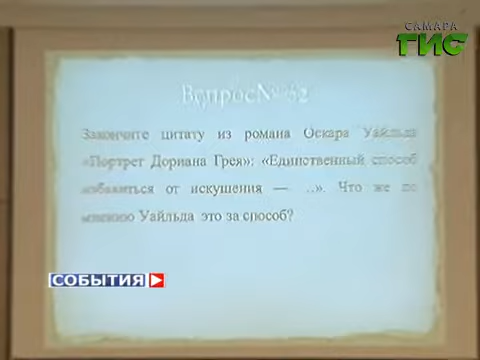 САМАРА
ГИС
Вопрос№ 62
Закончите цитату из романа Оскара Уайльда
«Портрет Дориана Грея»: «Единственный способ
избавиться от искушения — ...». Что же по
мнению Уайльда это за способ?
СОБЫТИЯ